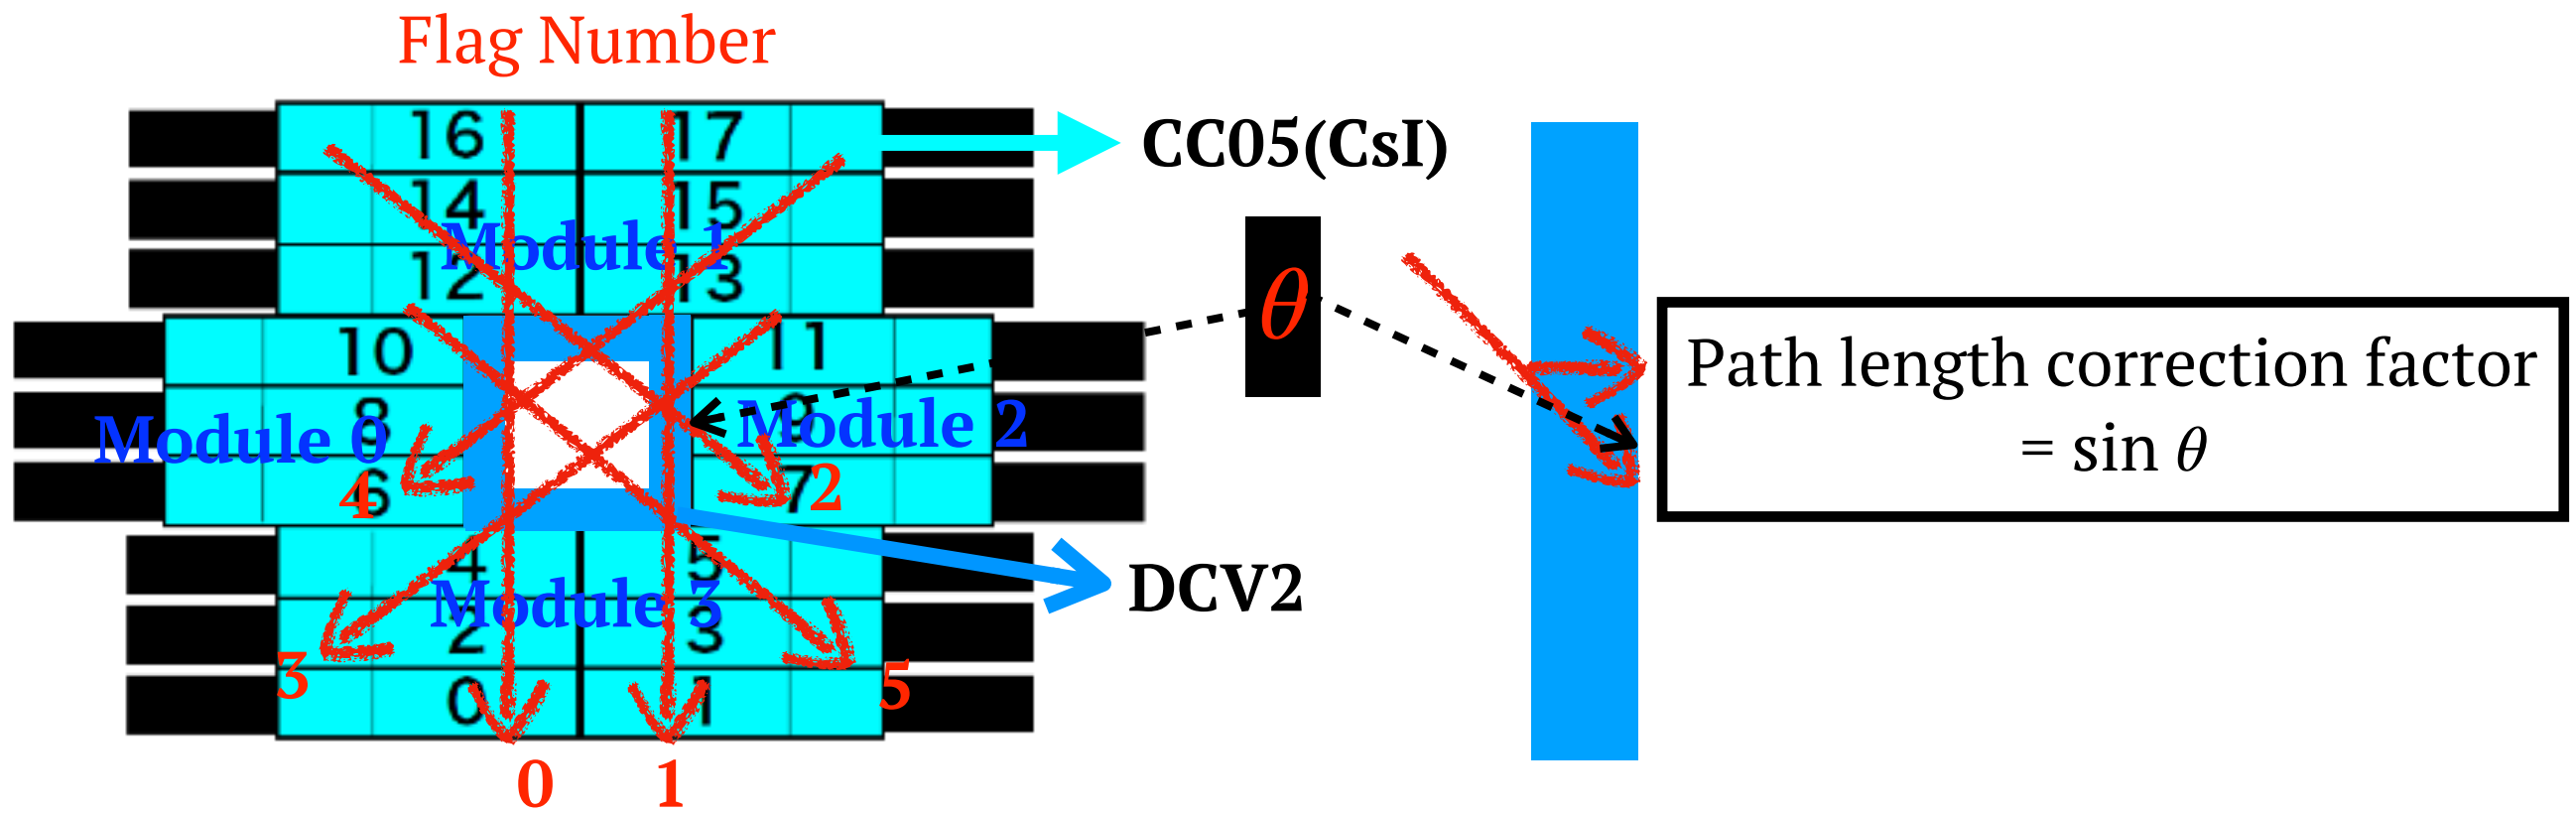 Flag Number
16 17
CC05(CsI)
14 15
Module 1
12 13
θ
10 11
Path length correction factor
= sin θ
8 9
Module 0 Module 2
6 7
4 2
4 5
DCV2
Module 3
2 3
3 5
0 1
0 1